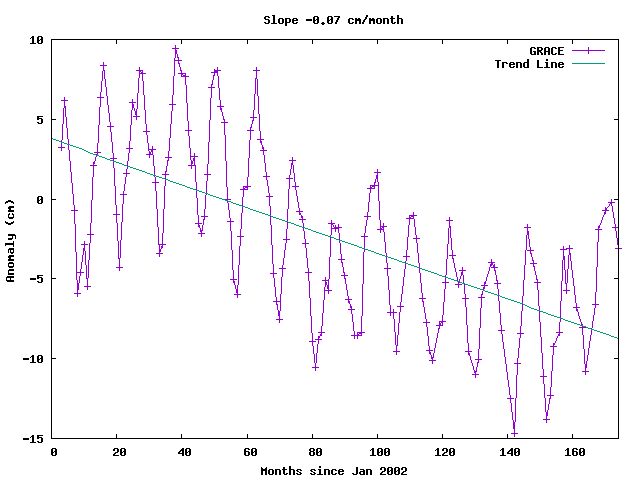 Slope -0.07 cm/month
GRACE
Trend Line
10
5
0
-5
-10
-15
Anomaly (cm)
0 20 40 60 80 100 120 140 160
Months since Jan 2002